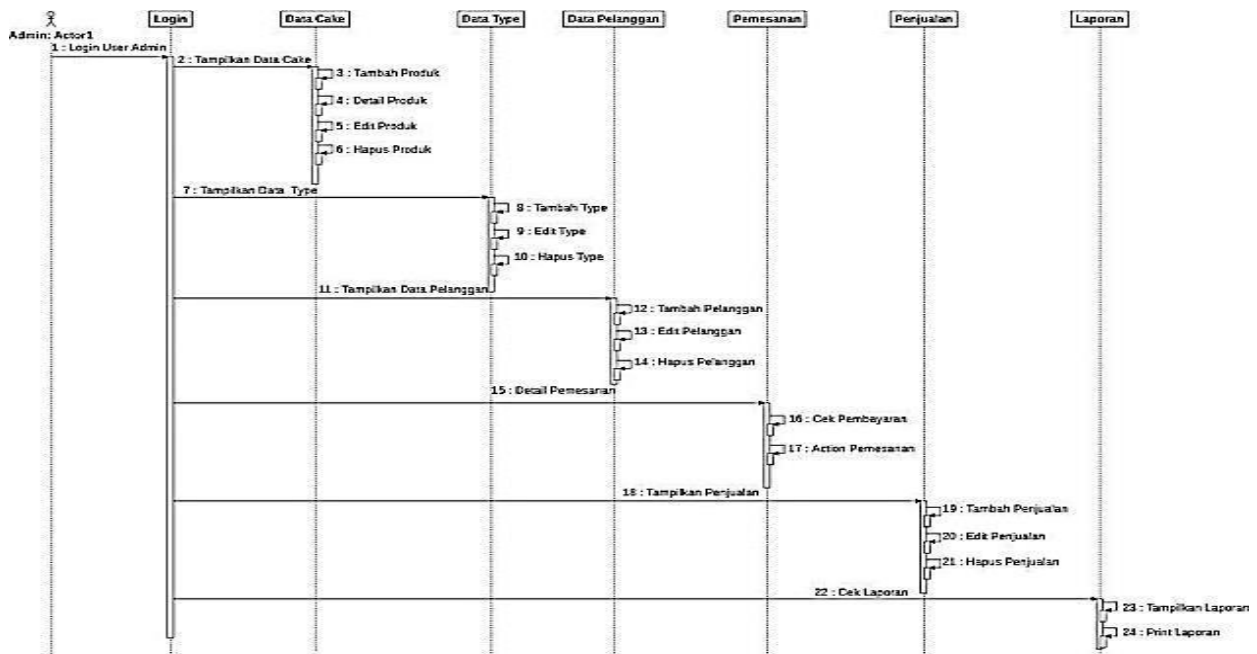 Login
Data Cake
Data Type
Data Pelanggan
Pemesanan
Penjualan
Laporan
Admin: Actor1
1 : Login User Admin
2 : Tampilkan Data Cake
3 : Tambah Produk
4 : Detail Produk
5 : Edit Produk
6 : Hapus Produk
7 : Tampilkan Data Type
8 : Tambah Type
9 : Edit Type
10 : Hapus Type
11 : Tampilkan Data Pelanggan
12 : Tambah Pelanggan
13 : Edit Pelanggan
14 : Hapus Pelanggan
15 : Detail Pemesanan
16 : Cek Pembayaran
17 : Action Pemesanan
18 : Tampilkan Penjualan
19 : Tambah Penjualan
20 : Edit Penjualan
21 : Hapus Penjualan
22 : Cek Laporan
23 : Tampilkan Laporan
24 : Print Laporan